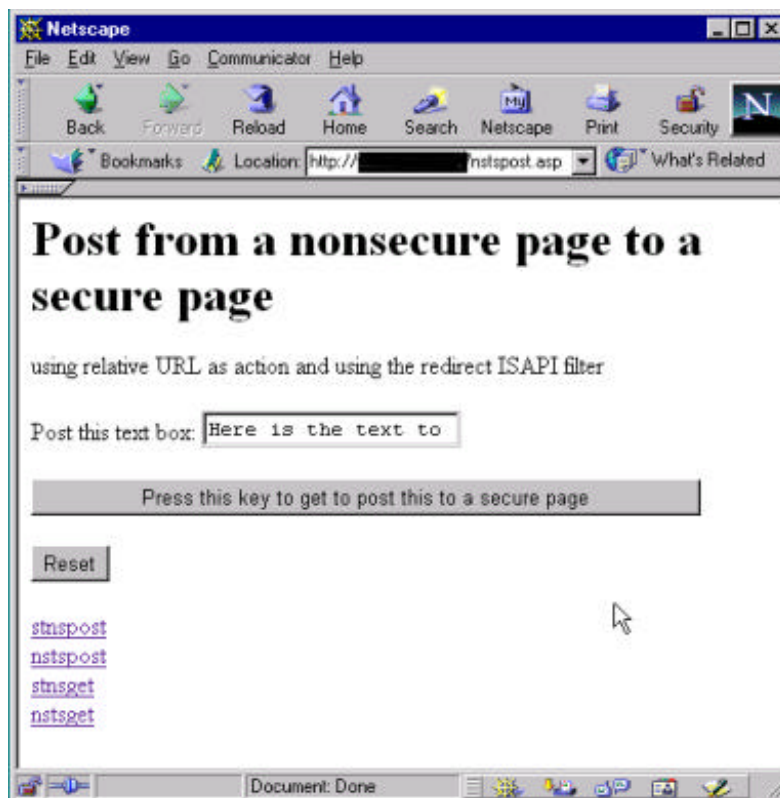 Netscape
File Edit View Go Communicator Help
Back Forward Reload Home Search Netscape Print Security N
My
Bookmarks Location: http:// /nstspost.asp What's Related
Post from a nonsecure page to a
secure page
using relative URL as action and using the redirect ISAPI filter
Post this text box: Here is the text to
Press this key to get to post this to a secure page
Reset
stnspost
nstspost
stnsget
nstsget
Document: Done